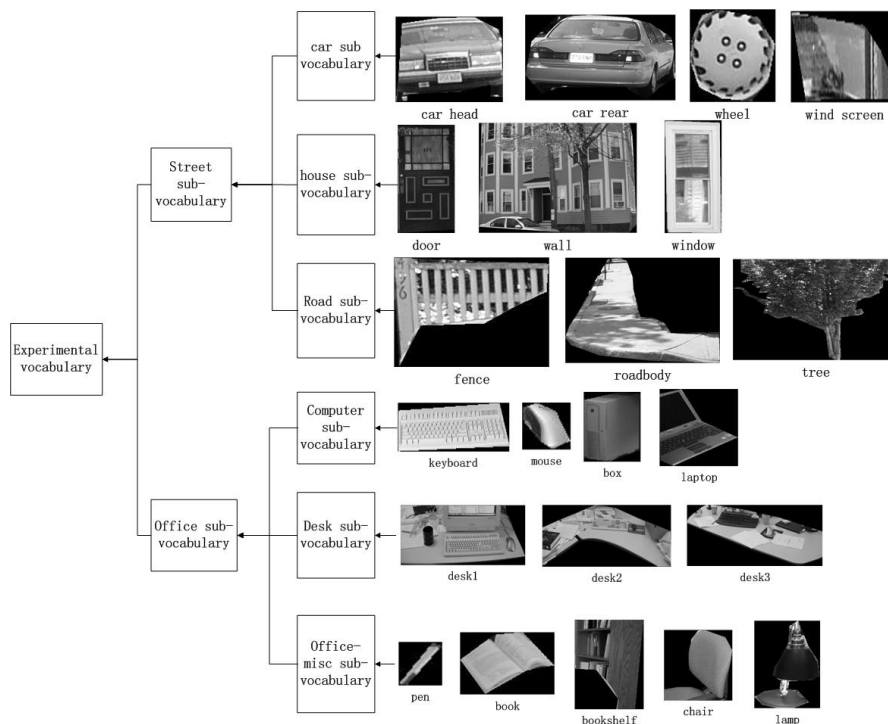 car sub
vocabulary
car head
car rear
wheel
wind screen
Street
sub-
vocabulary
house sub-
vocabulary
door
wall
window
Road sub-
vocabulary
fence
roadbody
tree
Experimental
vocabulary
Computer
sub-
vocabulary
keyboard
mouse
box
laptop
Office sub-
vocabulary
Desk sub-
vocabulary
desk1
desk2
desk3
Office-
misc sub-
vocabulary
pen
book
bookshelf
chair
lamp